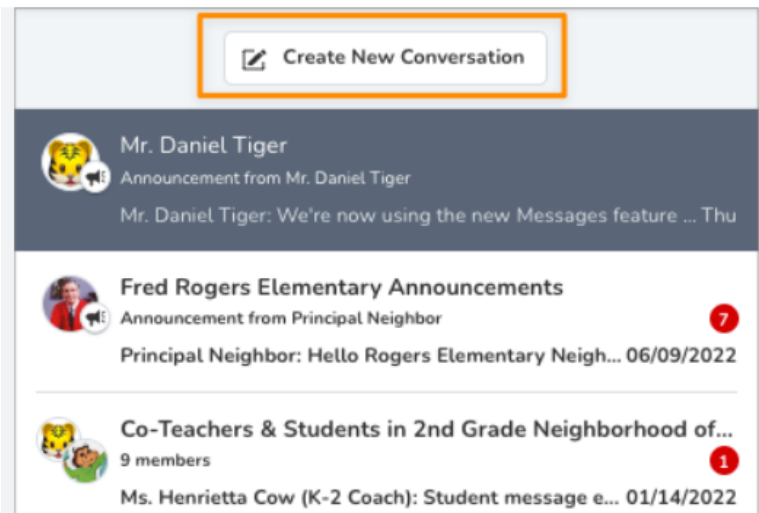 Create New Conversation
Mr. Daniel Tiger
Announcement from Mr. Daniel Tiger
Mr. Daniel Tiger: We're now using the new Messages feature ... Thu
Fred Rogers Elementary Announcements
Announcement from Principal Neighbor
7
Principal Neighbor: Hello Rogers Elementary Neigh... 06/09/2022
Co-Teachers & Students in 2nd Grade Neighborhood of...
9 members
1
Ms. Henrietta Cow (K-2 Coach): Student message e... 01/14/2022